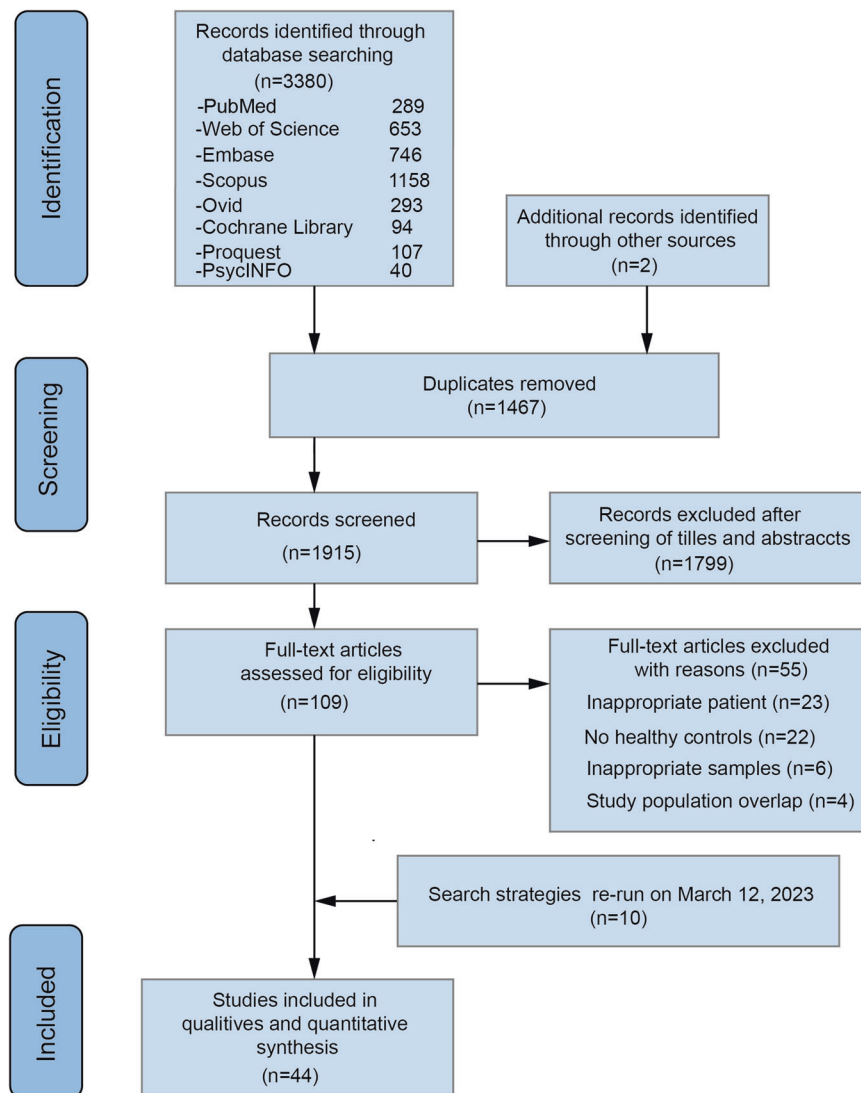 Identification
Records identified through
database searching
(n=3380)
-PubMed 289
-Web of Science 653
-Embase 746
-Scopus 1158
-Ovid 293
-Cochrane Library 94
-Proquest 107
-PsycINFO 40
Additional records identified
through other sources
(n=2)
Screening
Duplicates removed
(n=1467)
Records screened
(n=1915)
Records excluded after
screening of tilles and abstraccts
(n=1799)
Eligibility
Full-text articles
assessed for eligibility
(n=109)
Full-text articles excluded
with reasons (n=55)
Inappropriate patient (n=23)
No healthy controls (n=22)
Inappropriate samples (n=6)
Study population overlap (n=4)
Search strategies re-run on March 12, 2023
(n=10)
Included
Studies included in
qualitives and quantitative
synthesis
(n=44)